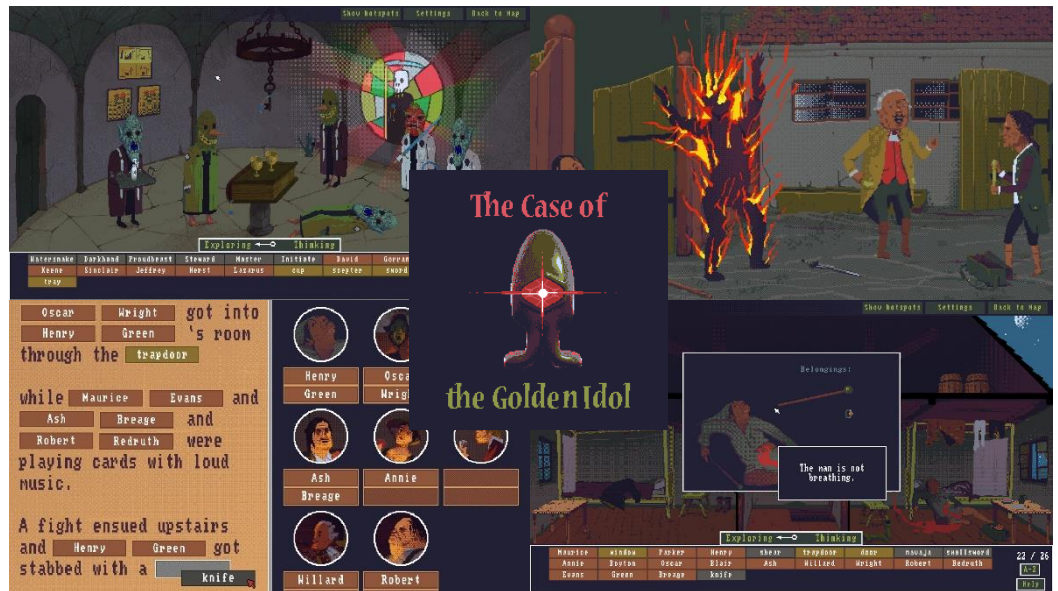 Show hotspots Settings Back to Map
Exploring Thinking
Watersnake Darkhand Proudbeast Steward Master Initiate David Gorran
Keene Sinclair Jeffrey Herst Lazarus cup scepter sword
tray
The Case of
the Golden Idol
Oscar Wright got into
Henry Green 's room
through the trapdoor
while Maurice Evans and
Ash Breage and
Robert Redruth were
playing cards with loud
music.
A fight ensued upstairs
and Henry Green got
stabbed with a
knife
Henry
Green
Ash
Breage
Annie
Willard
Robert
Show hotspots Settings Back to Map
Belongings:
The man is not
breathing.
Exploring Thinking
Maurice window Parker Henry shear trapdoor door navaja smallsword
Annie Boyton Oscar Blair Ash Willard Wright Robert Redruth
Evans Green Breage knife
22 / 26
A-Z
Help